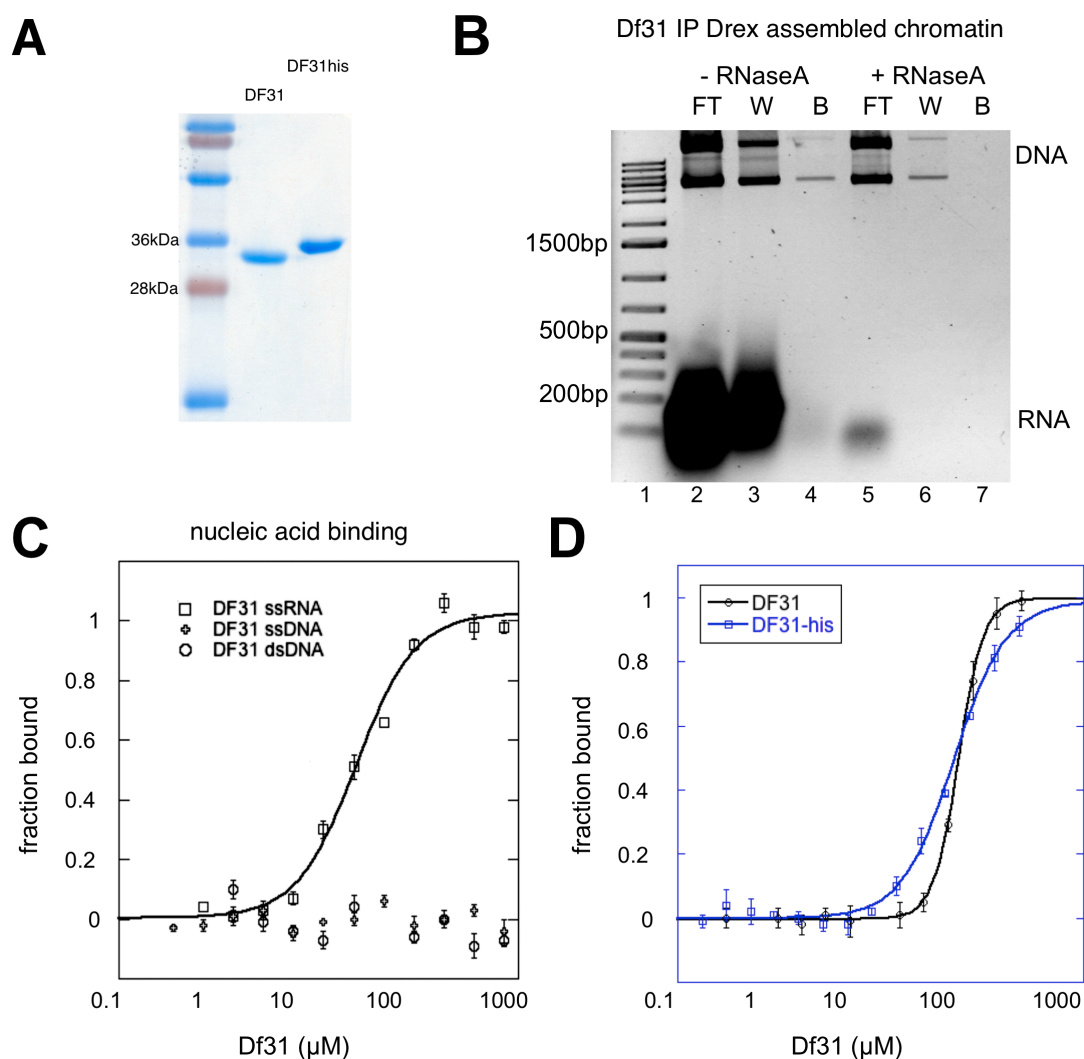 A
DF31his
DF31
36kDa
28kDa
B
Df31 IP Drex assembled chromatin
- RNaseA + RNaseA
FT W B FT W B
DNA
1500bp
500bp
200bp
RNA
1 2 3 4 5 6 7
C
nucleic acid binding
DF31 ssRNA
DF31 ssDNA
DF31 dsDNA
fraction bound
1
0.8
0.6
0.4
0.2
0
0.1 1 10 100 1000
Df31 (µM)
D
DF31
DF31-his
fraction bound
1
0.8
0.6
0.4
0.2
0
0.1 1 10 100 1000
Df31 (µM)